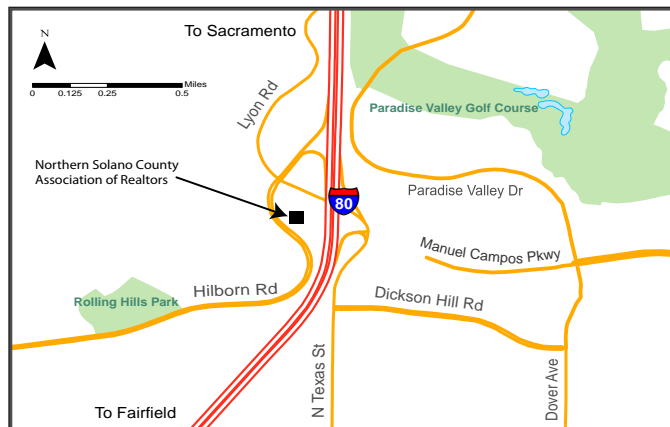 To Sacramento
N
Miles
0 0.125 0.25 0.5
Lyon Rd
Paradise Valley Golf Course
Northern Solano County
Association of Realtors
80
Paradise Valley Dr
Manuel Campos Pkwy
Hilborn Rd
Rolling Hills Park
Dickson Hill Rd
N Texas St
Dover Ave
To Fairfield